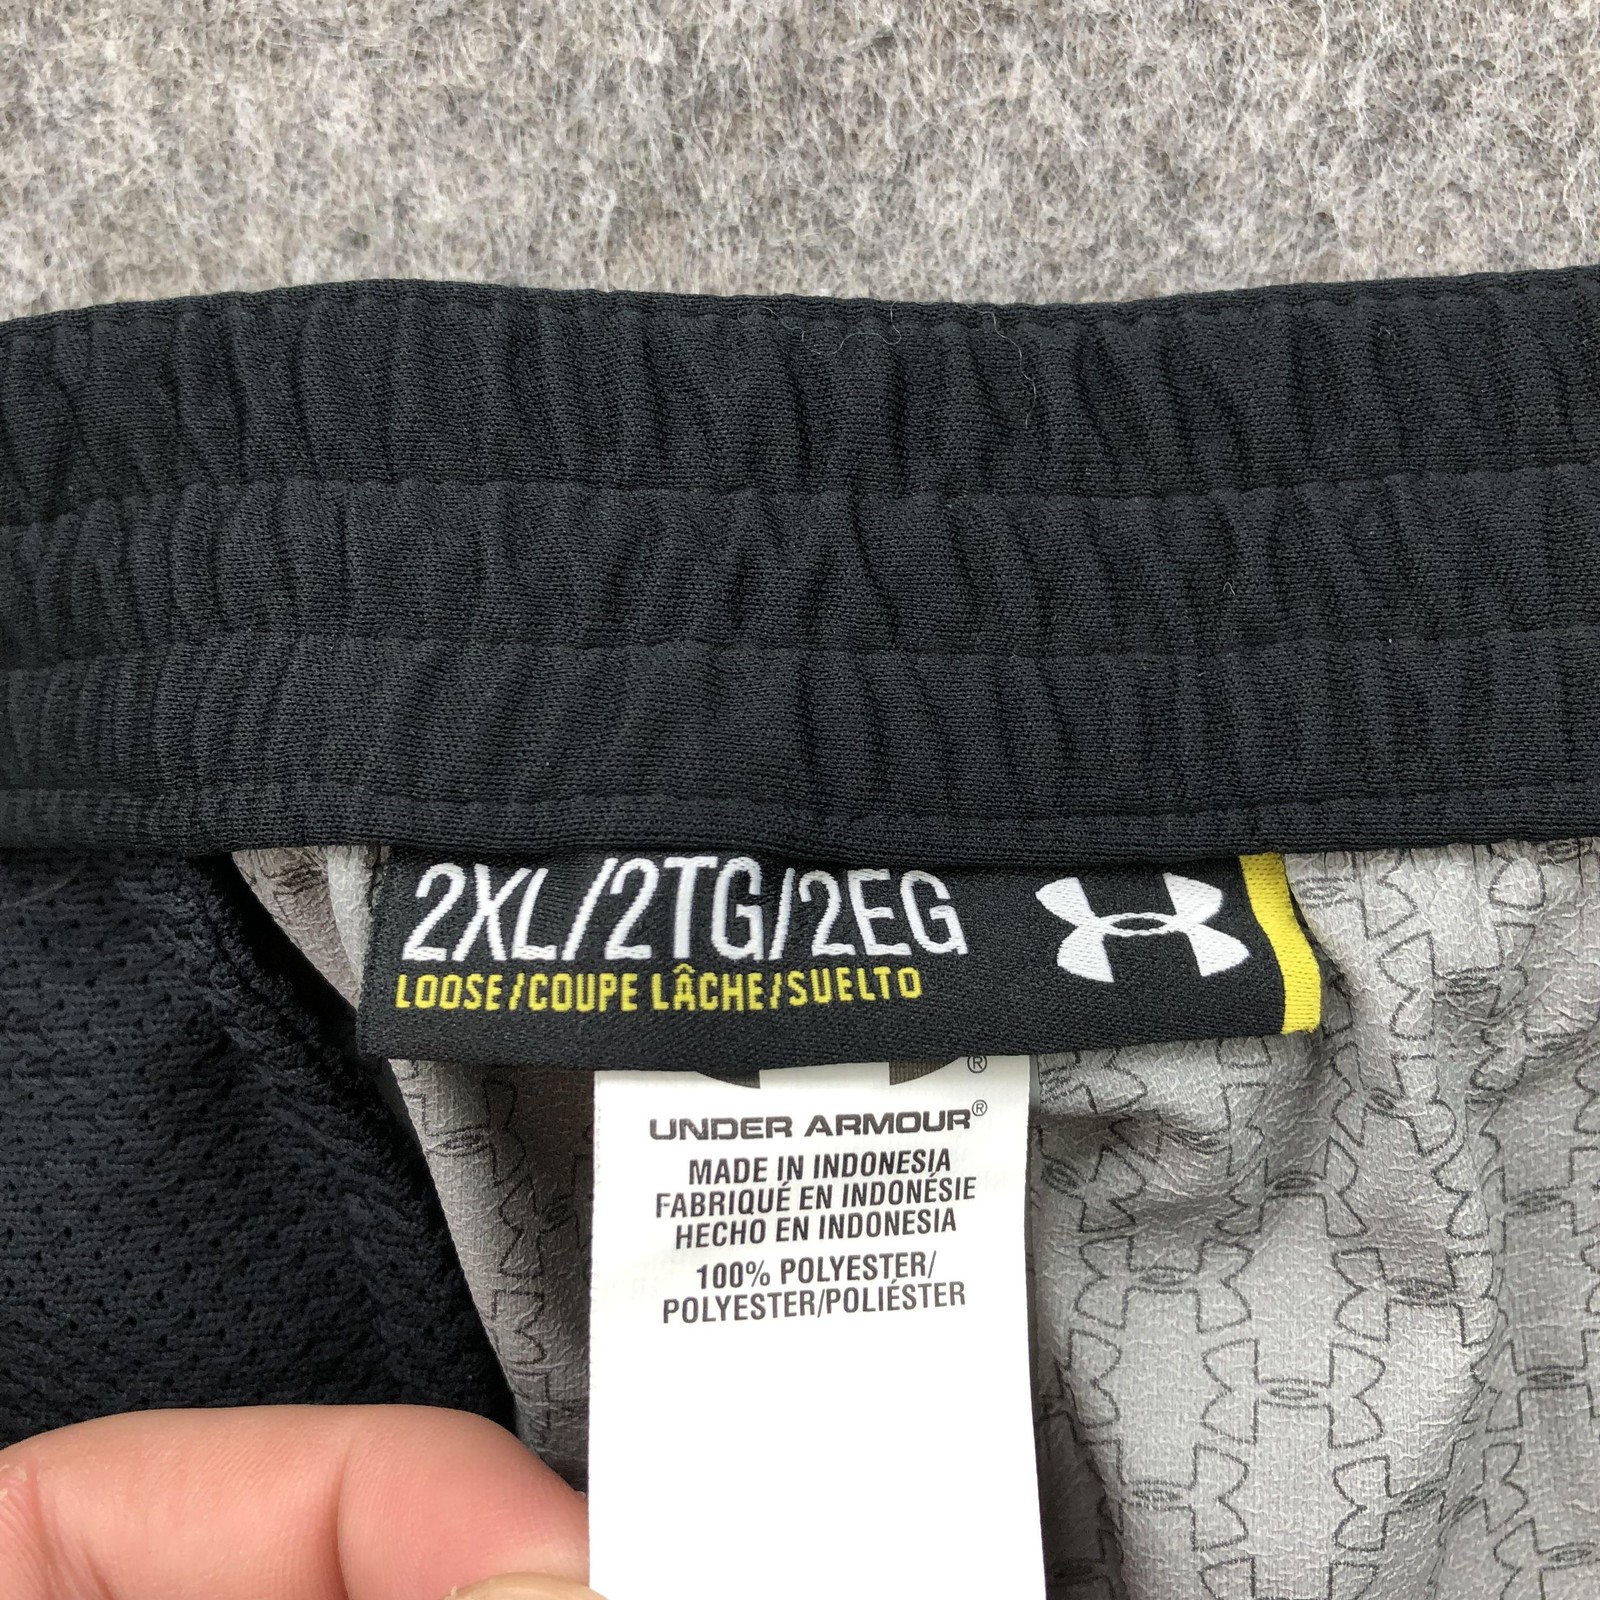 2XL/2TG/2EG
LOOSE/COUPE LÂCHE/SUELTO
®
UNDER ARMOUR®
MADE IN INDONESIA
FABRIQUÉ EN INDONÉSIE
HECHO EN INDONESIA
100% POLYESTER/
POLYESTER/POLIÉSTER